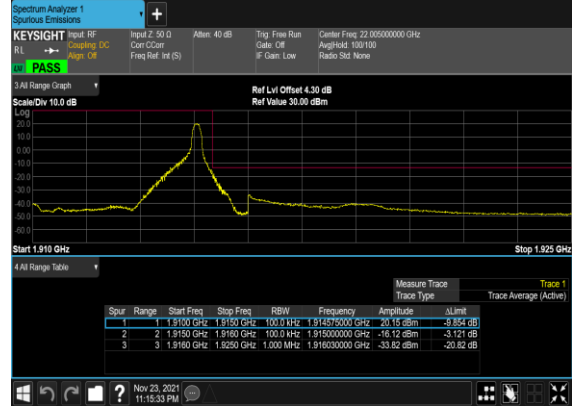 Spectrum Analyzer 1
Spurious Emissions
+
KEYSIGHT Input: RF Input Z: 50 Ω Atten: 40 dB Trig: Free Run Center Freq: 22.005000000 GHz
RL Coupling: DC Corr CCorr Gate: Off Avg|Hold: 100/100
Align: Off Freq Ref: Int (S) IF Gain: Low Radio Std: None
PASS
3 All Range Graph
Ref Lvl Offset 4.30 dB
Scale/Div 10.0 dB Ref Value 30.00 dBm
Log
20.0
10.0
0.00
-10.0
-20.0
-30.0
-40.0
-50.0
-60.0
Start 1.910 GHz Stop 1.925 GHz
4 All Range Table
Measure Trace Trace 1
Trace Type Trace Average (Active)
Spur Range Start Freq Stop Freq RBW Frequency Amplitude ΔLimit
1 1 1.9100 GHz 1.9150 GHz 100.0 kHz 1.914575000 GHz 20.15 dBm -9.854 dB
2 2 1.9150 GHz 1.9160 GHz 100.0 kHz 1.915000000 GHz -16.12 dBm -3.121 dB
3 3 1.9160 GHz 1.9250 GHz 1.000 MHz 1.916030000 GHz -33.82 dBm -20.82 dB
? Nov 23, 2021
11:15:33 PM